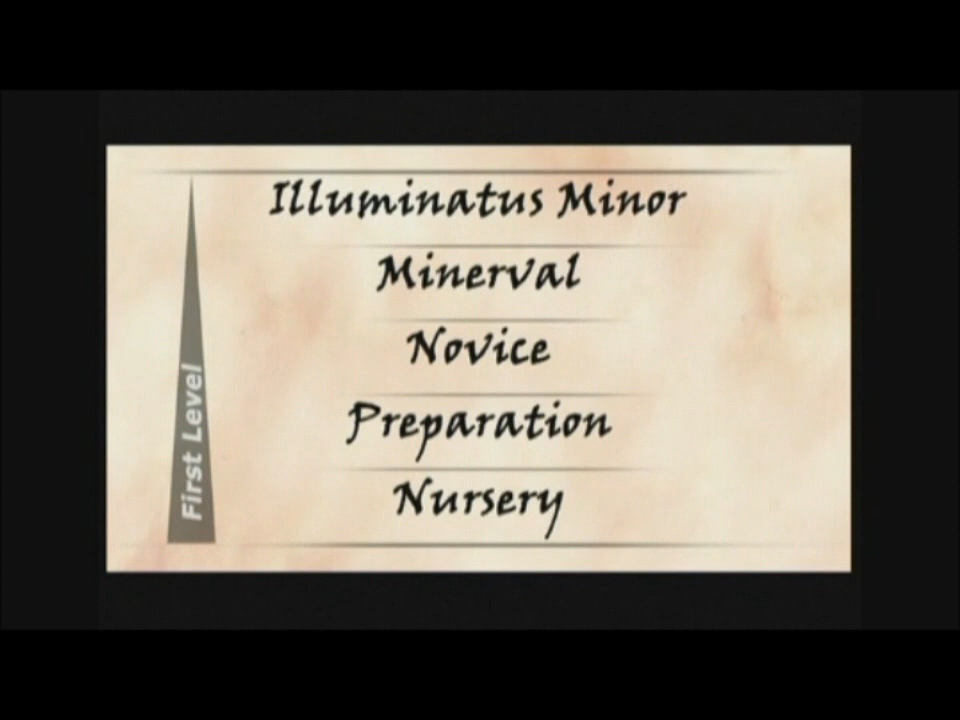 Illuminatus Minor
Minerval
Novice
Preparation
Nursery
First Level